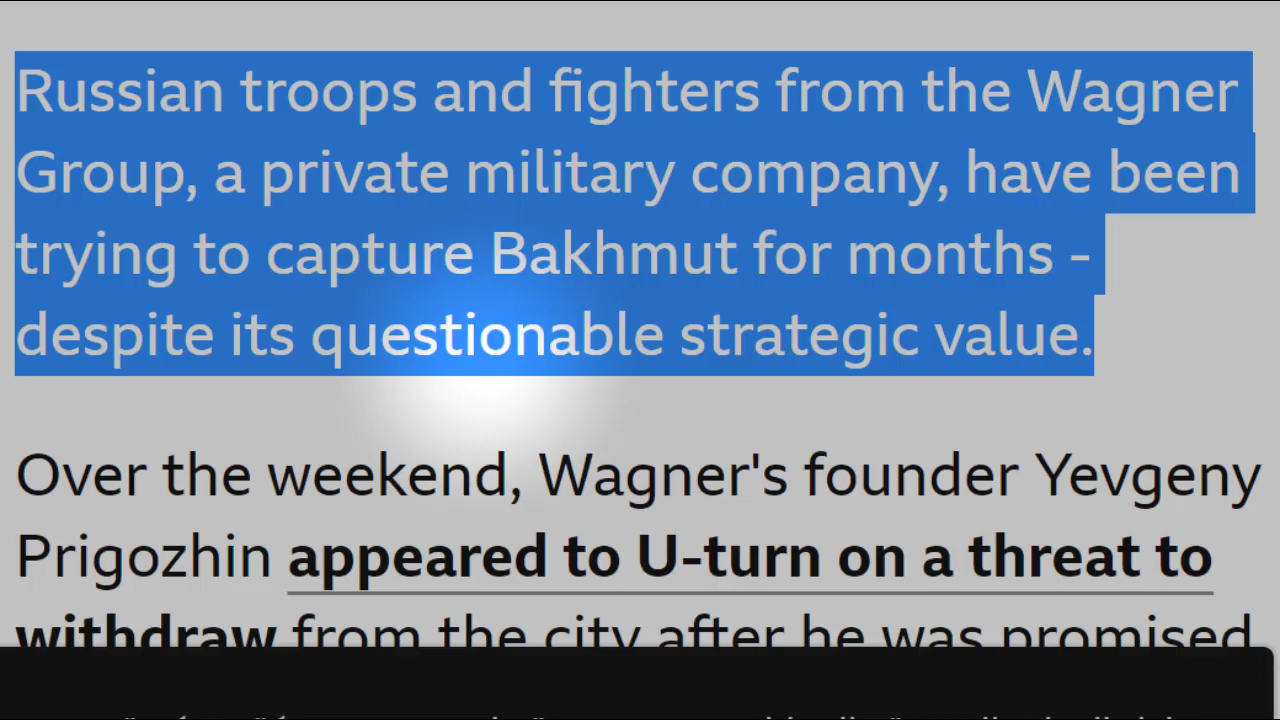 Russian troops and fighters from the Wagner
Group, a private military company, have been
trying to capture Bakhmut for months -
despite its questionable strategic value.
Over the weekend, Wagner's founder Yevgeny
Prigozhin appeared to U-turn on a threat to
withdraw from the city after he was promised